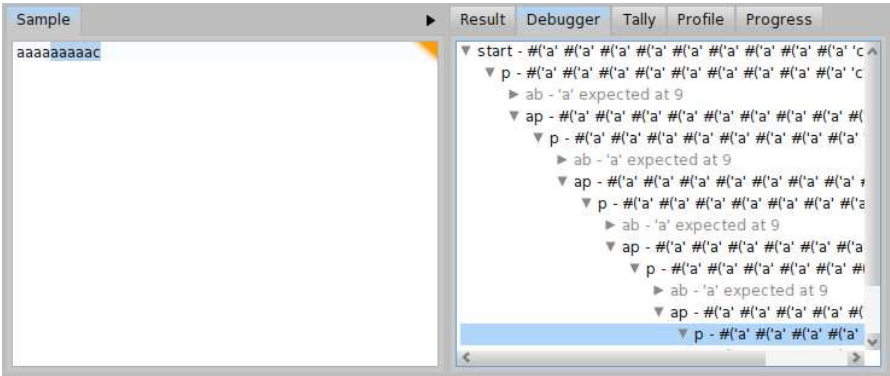 Sample
Result Debugger Tally Profile Progress
aaaaaaaaac
start - #('a' #('a' #('a' #('a' #('a' #('a' #('a' #('a' #('a' 'c
p - #('a' #('a' #('a' #('a' #('a' #('a' #('a' #('a' #('a' 'c
ab - 'a' expected at 9
ap - #('a' #('a' #('a' #('a' #('a' #('a' #('a' #('a' #(
p - #('a' #('a' #('a' #('a' #('a' #('a' #('a' #('a'
ab - 'a' expected at 9
ap - #('a' #('a' #('a' #('a' #('a' #('a' #('a'
p - #('a' #('a' #('a' #('a' #('a' #('a' #('a
ab - 'a' expected at 9
ap - #('a' #('a' #('a' #('a' #('a' #('a
p - #('a' #('a' #('a' #('a' #('a' #(
ab - 'a' expected at 9
ap - #('a' #('a' #('a' #('a' #(
p - #('a' #('a' #('a' #('a'